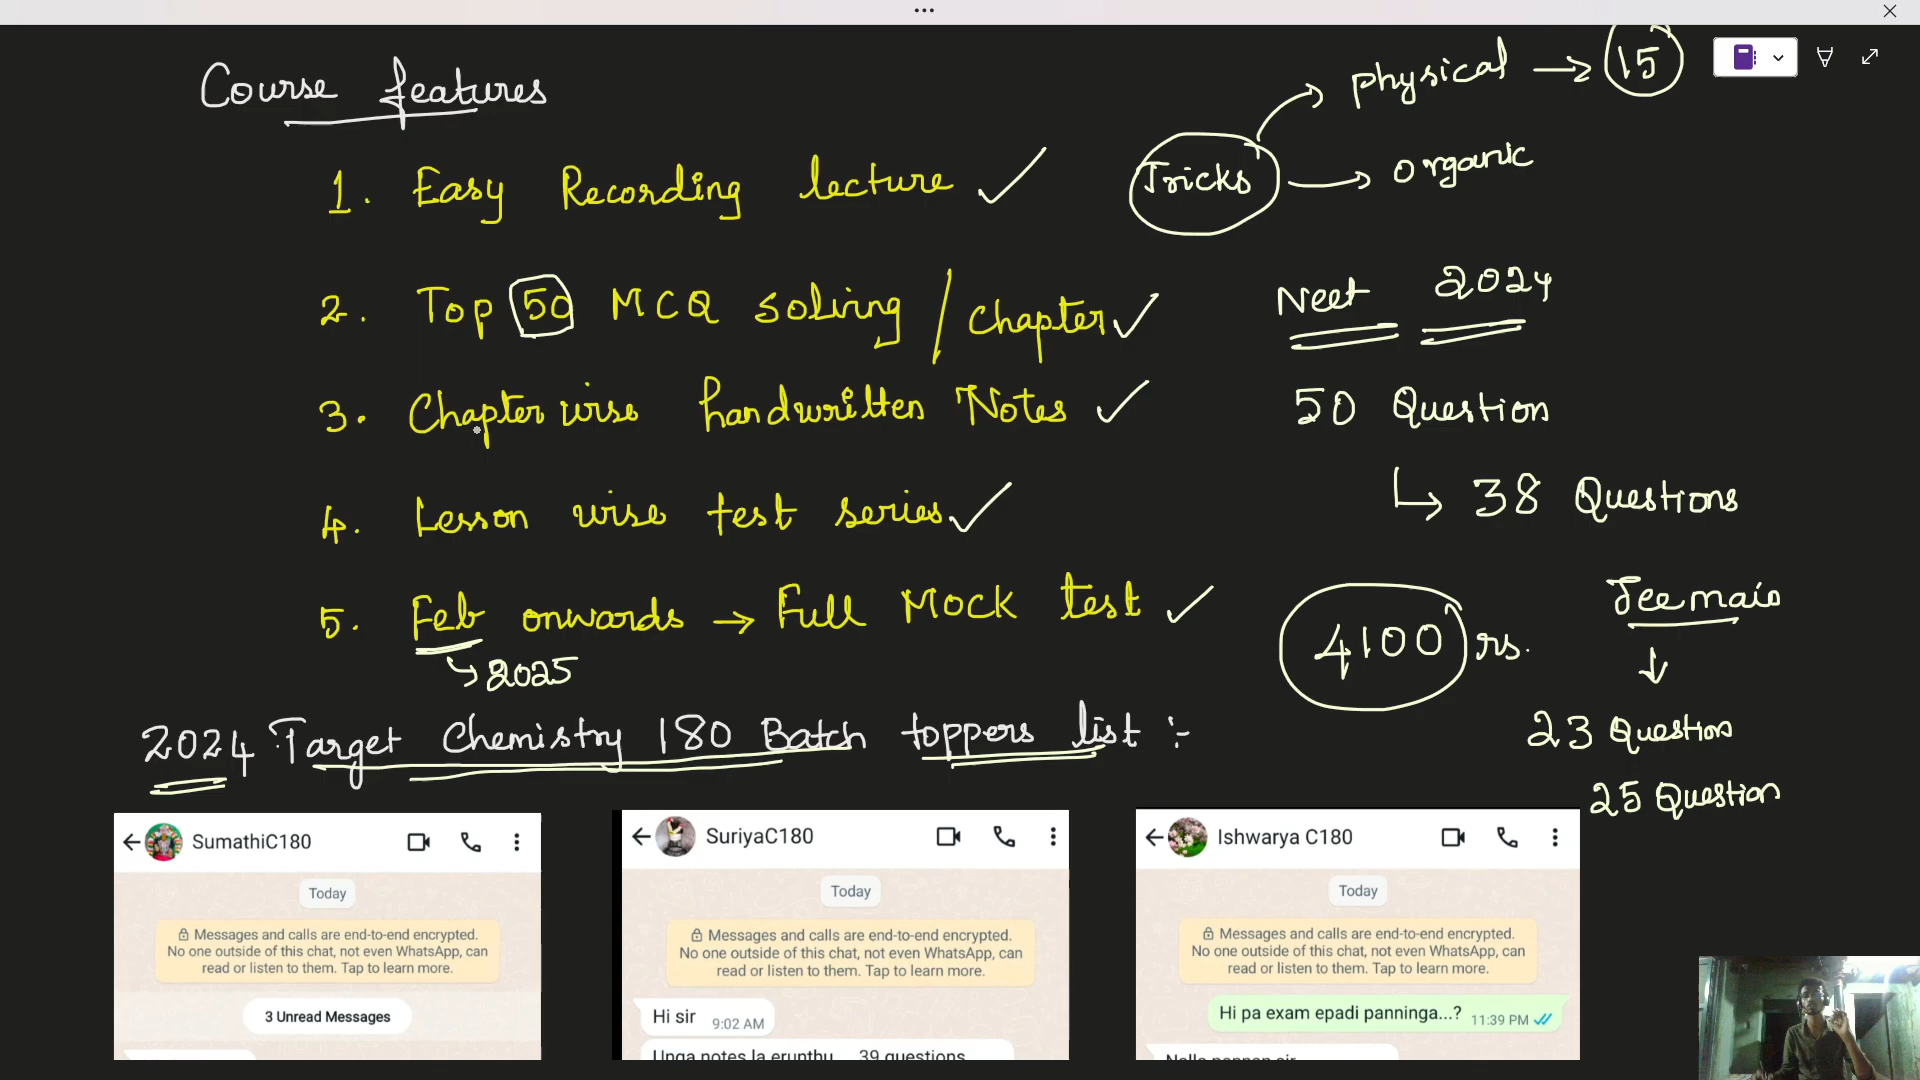 Course features
physical → 15
Tricks
organic
1. Easy Recording lecture ✓
2. Top 50 MCQ solving / chapter ✓
Neet 2024
3. Chapter wise handwritten Notes ✓
50 Question
↳ 38 Questions
4. Lesson wise test series ✓
5. Feb onwards → Full Mock test ✓
↳ 2025
4100 rs.
Jee main
↓
23 Question
25 Question
2024 Target Chemistry 180 Batch toppers list :-
SumathiC180
Today
Messages and calls are end-to-end encrypted.
No one outside of this chat, not even WhatsApp, can
read or listen to them. Tap to learn more.
3 Unread Messages
SuriyaC180
Today
Messages and calls are end-to-end encrypted.
No one outside of this chat, not even WhatsApp, can
read or listen to them. Tap to learn more.
Hi sir 9:02 AM
Unga notes la erunthu 39 questions
Ishwarya C180
Today
Messages and calls are end-to-end encrypted.
No one outside of this chat, not even WhatsApp, can
read or listen to them. Tap to learn more.
Hi pa exam epadi panninga...? 11:39 PM